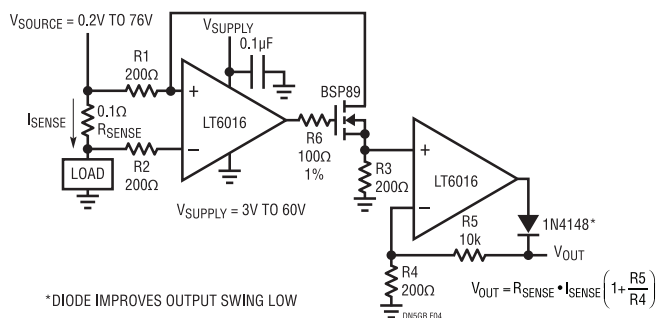 VSOURCE = 0.2V TO 76V
VSUPPLY
0.1µF
R1
200Ω
BSP89
+
ISENSE
0.1Ω
RSENSE
LT6016
R6
100Ω
1%
–
LOAD
R2
200Ω
VSUPPLY = 3V TO 60V
R3
200Ω
+
LT6016
–
R5
10k
1N4148*
VOUT
R4
200Ω
VOUT = RSENSE • ISENSE (1+ R5/R4)
*DIODE IMPROVES OUTPUT SWING LOW
DN5GR F04